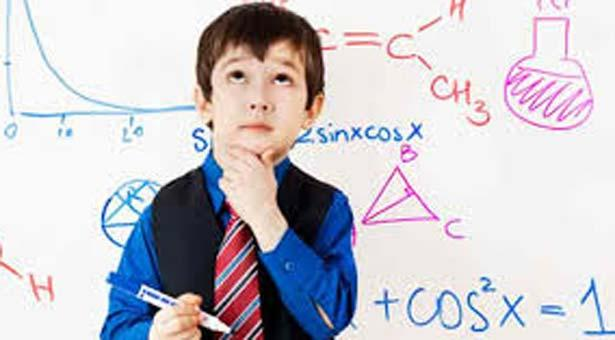 H
C=C
CH₃
0 10 20
S 2sinxcosx
B
C
H
+cos²x = 1